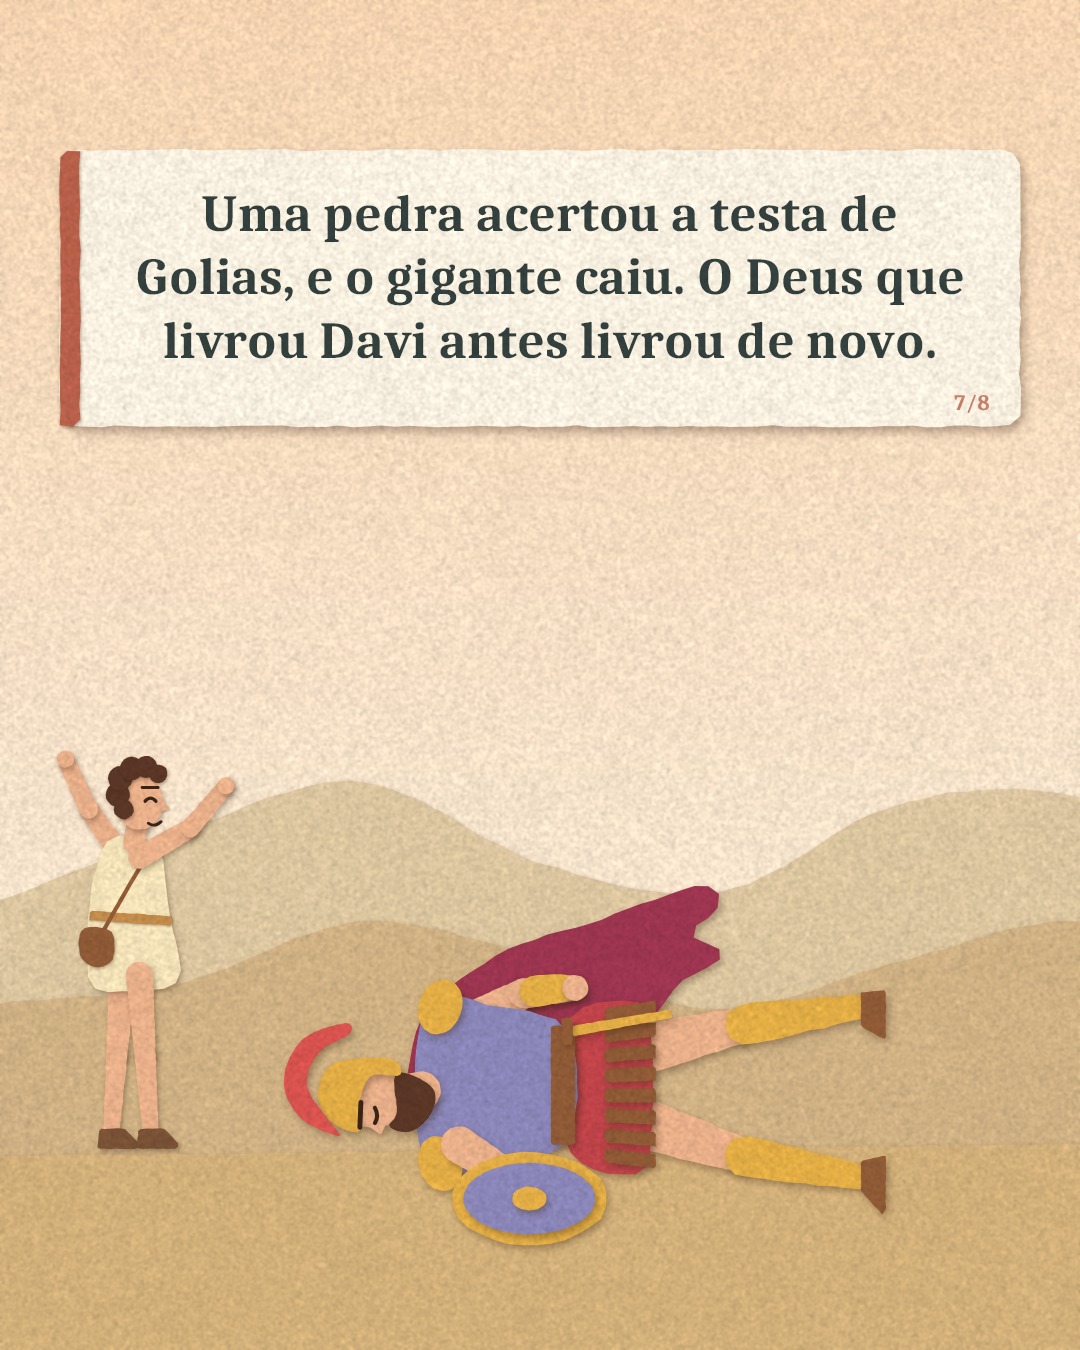 Uma pedra acertou a testa de
Golias, e o gigante caiu. O Deus que
livrou Davi antes livrou de novo.
7/8